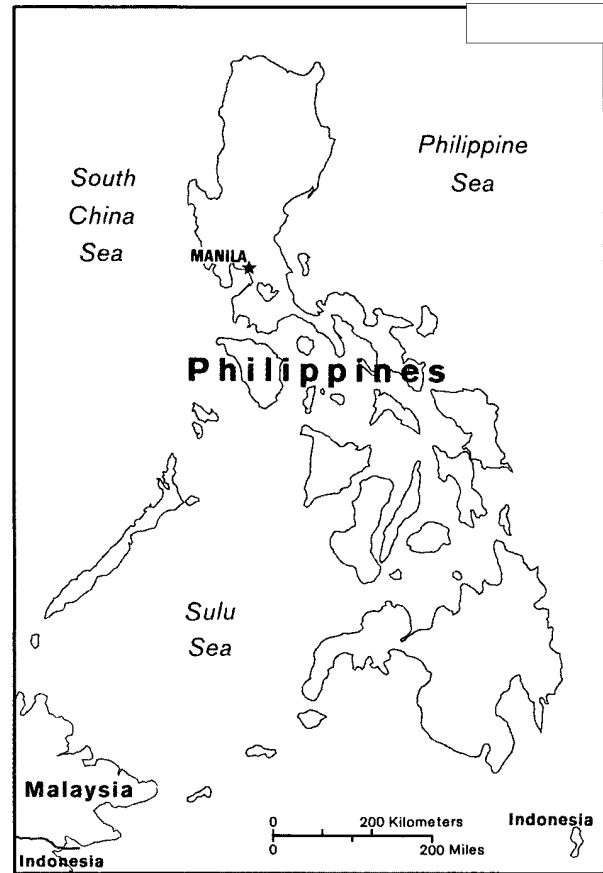 Philippine
Sea
South
China
Sea
MANILA
Philippines
Sulu
Sea
Malaysia
Indonesia
0 200 Kilometers
0 200 Miles
Indonesia